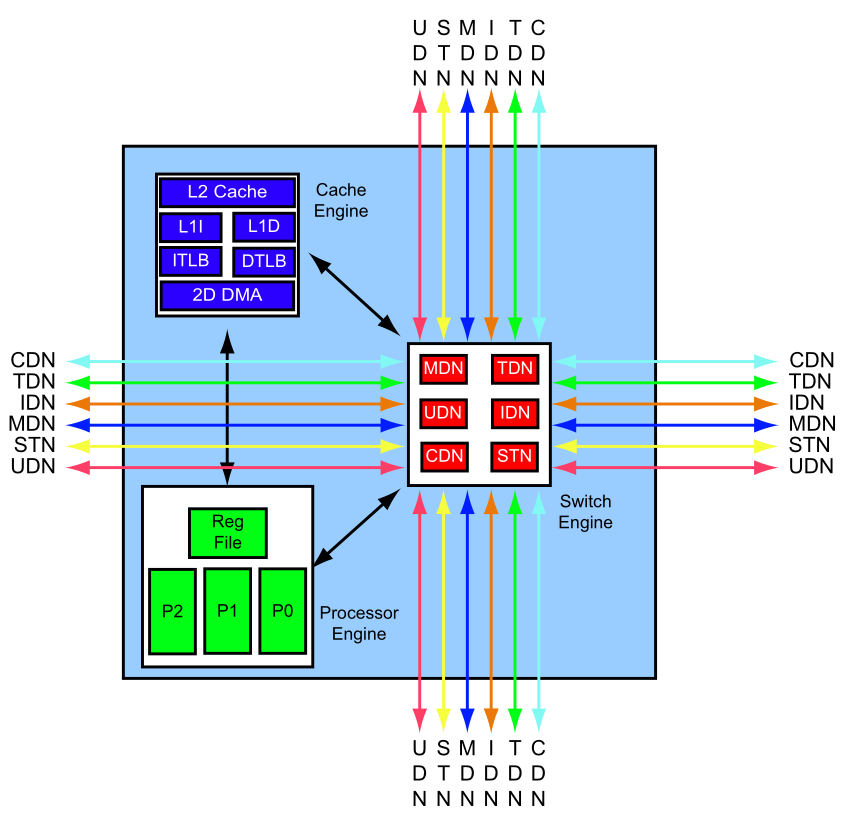 U S M I T C
D T D D D D
N N N N N N
L2 Cache
L1I L1D
ITLB DTLB
2D DMA
Cache
Engine
CDN
TDN
IDN
MDN
STN
UDN
MDN TDN
UDN IDN
CDN STN
CDN
TDN
IDN
MDN
STN
UDN
Switch
Engine
Reg
File
P2 P1 P0
Processor
Engine
U S M I T C
D T D D D D
N N N N N N